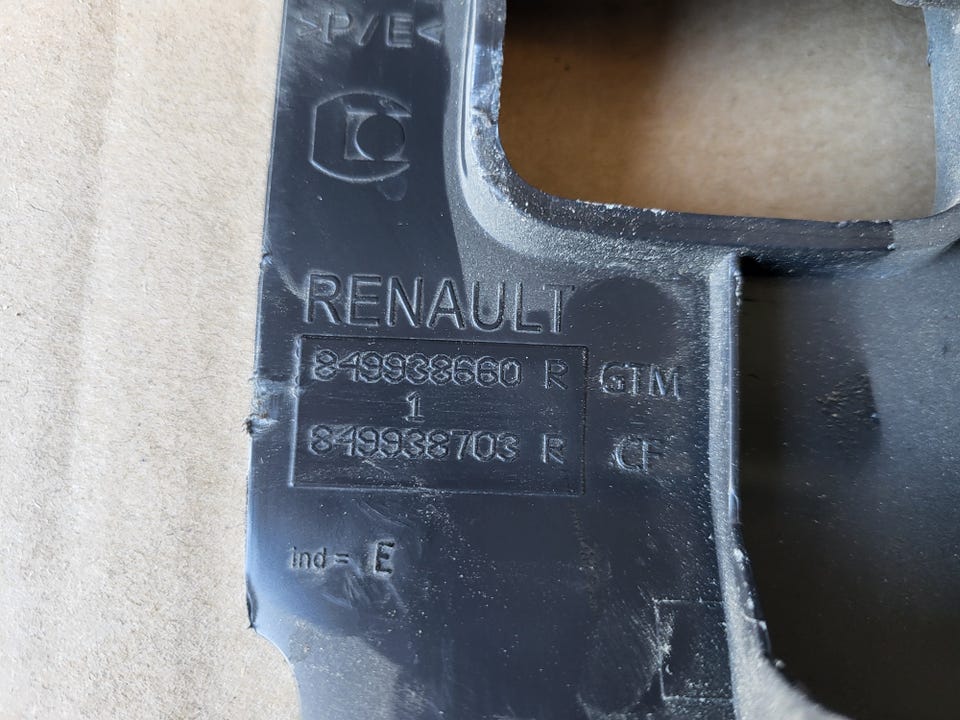 >P/E<
RENAULT
849938660 R GTM
1
849938703 R CF
ind = E